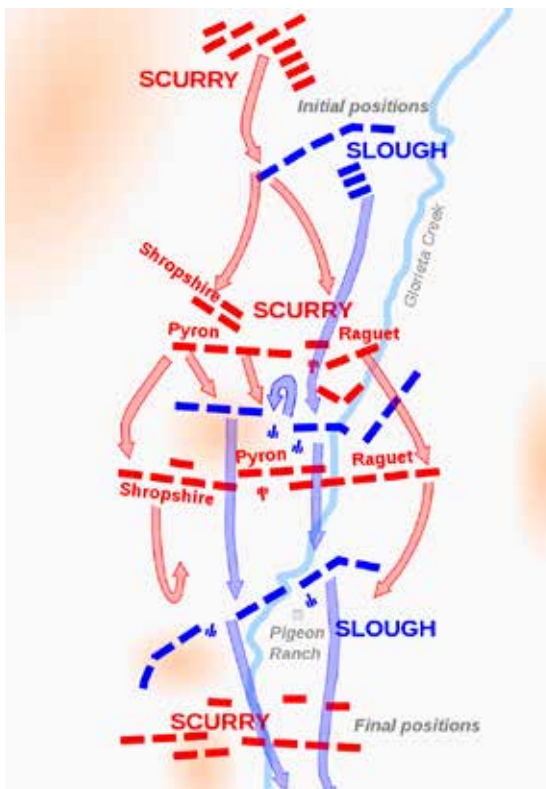 SCURRY
Initial positions
SLOUGH
Glorieta Creek
Shropshire
SCURRY
Pyron
Raguet
Pyron
Raguet
Shropshire
SLOUGH
Pigeon
Ranch
SCURRY
Final positions